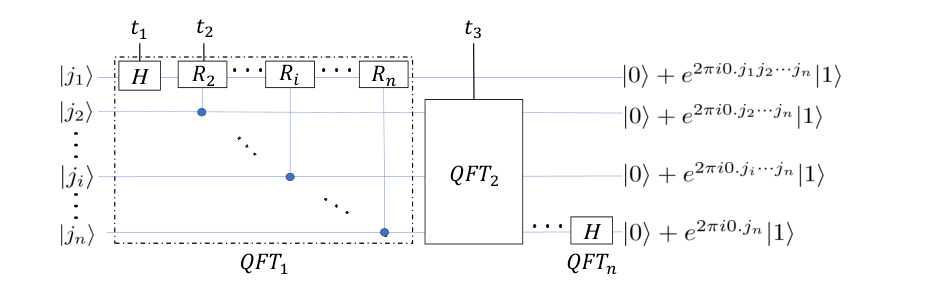 t₁ t₂ t₃
|j₁⟩ H R₂ ... Rᵢ ... Rₙ |0⟩ + e^{2πi0.j₁j₂⋯jₙ}|1⟩
|j₂⟩ |0⟩ + e^{2πi0.j₂⋯jₙ}|1⟩
|jᵢ⟩ QFT₂ |0⟩ + e^{2πi0.jᵢ⋯jₙ}|1⟩
|jₙ⟩ ... H |0⟩ + e^{2πi0.jₙ}|1⟩
QFT₁ QFTₙ